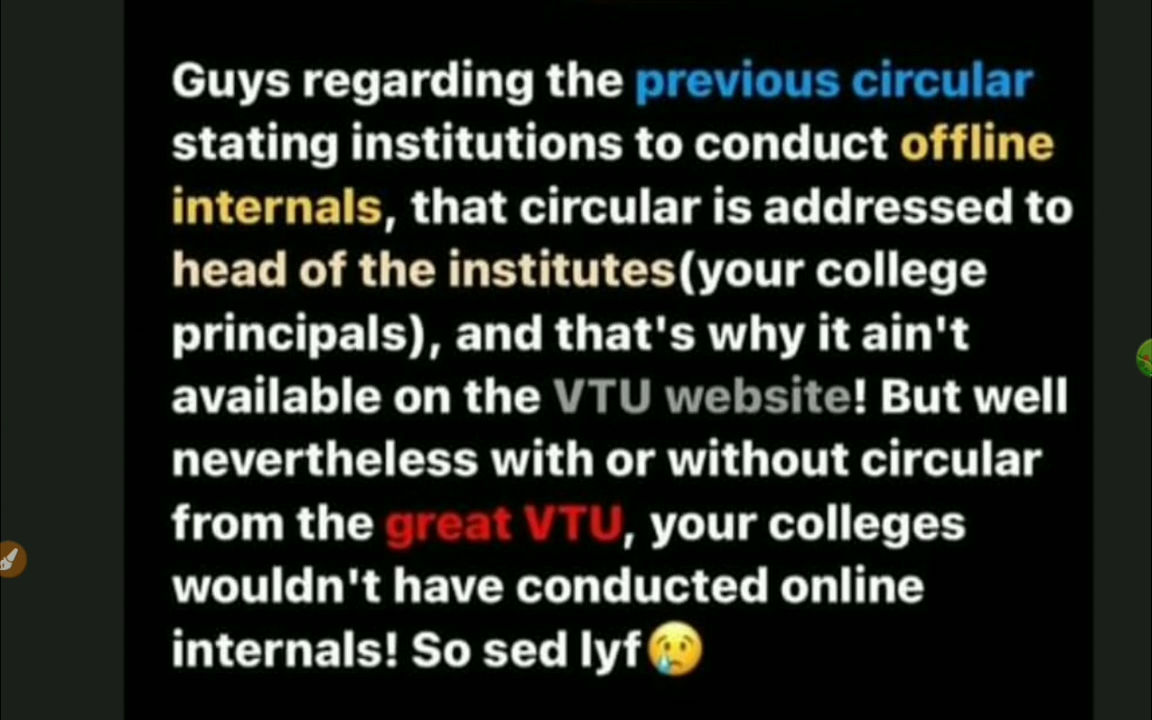 Guys regarding the previous circular
stating institutions to conduct offline
internals, that circular is addressed to
head of the institutes(your college
principals), and that's why it ain't
available on the VTU website! But well
nevertheless with or without circular
from the great VTU, your colleges
wouldn't have conducted online
internals! So sed lyf😢